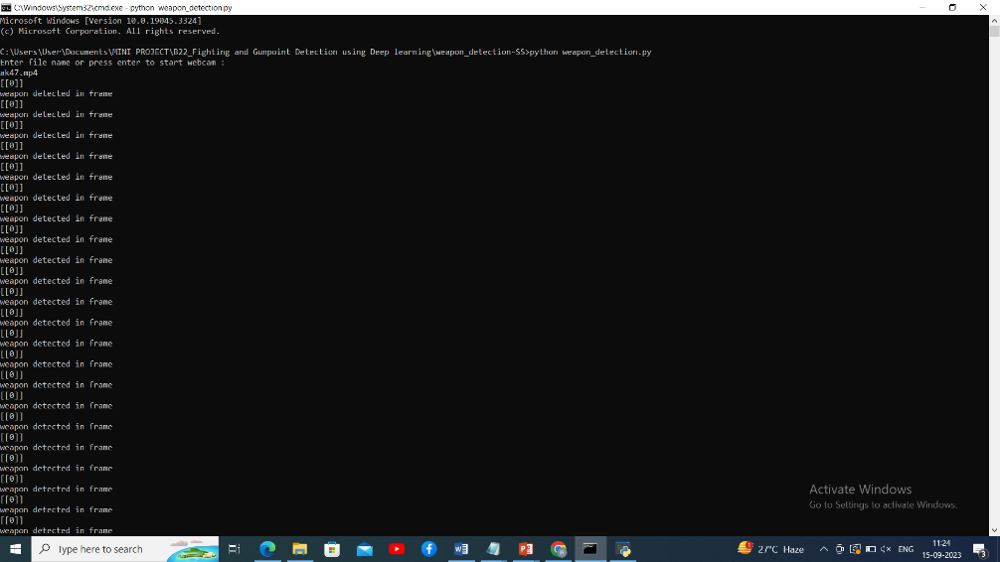 C:\Windows\System32\cmd.exe - python weapon_detection.py
Microsoft Windows [Version 10.0.19045.3324]
(c) Microsoft Corporation. All rights reserved.
C:\Users\User\Documents\MINI PROJECT\B22_Fighting and Gunpoint Detection using Deep learning\weapon_detection-SS>python weapon_detection.py
Enter file name or press enter to start webcam :
ak47.mp4
[[0]]
weapon detected in frame
[[0]]
weapon detected in frame
[[0]]
weapon detected in frame
[[0]]
weapon detected in frame
[[0]]
weapon detected in frame
[[0]]
weapon detected in frame
[[0]]
weapon detected in frame
[[0]]
weapon detected in frame
[[0]]
weapon detected in frame
[[0]]
weapon detected in frame
[[0]]
weapon detected in frame
[[0]]
weapon detected in frame
[[0]]
weapon detected in frame
[[0]]
weapon detected in frame
[[0]]
weapon detected in frame
[[0]]
weapon detected in frame
[[0]]
weapon detected in frame
[[0]]
weapon detected in frame
[[0]]
weapon detected in frame
[[0]]
weapon detected in frame
[[0]]
weapon detected in frame
[[0]]
weapon detected in frame
Activate Windows
Go to Settings to activate Windows.
Type here to search
27°C Haze
ENG
11:24
15-09-2023
3